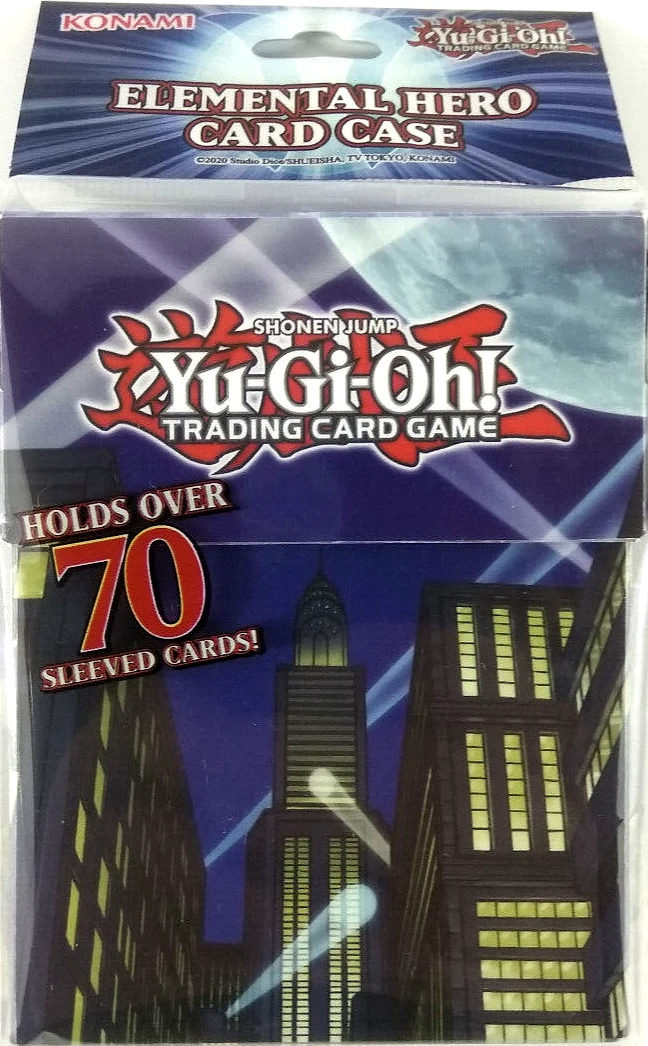 KONAMI
Yu-Gi-Oh!
TRADING CARD GAME
ELEMENTAL HERO
CARD CASE
©2020 Studio Dice/SHUEISHA, TV TOKYO, KONAMI
SHONEN JUMP
Yu-Gi-Oh!
TRADING CARD GAME
HOLDS OVER
70
SLEEVED CARDS!